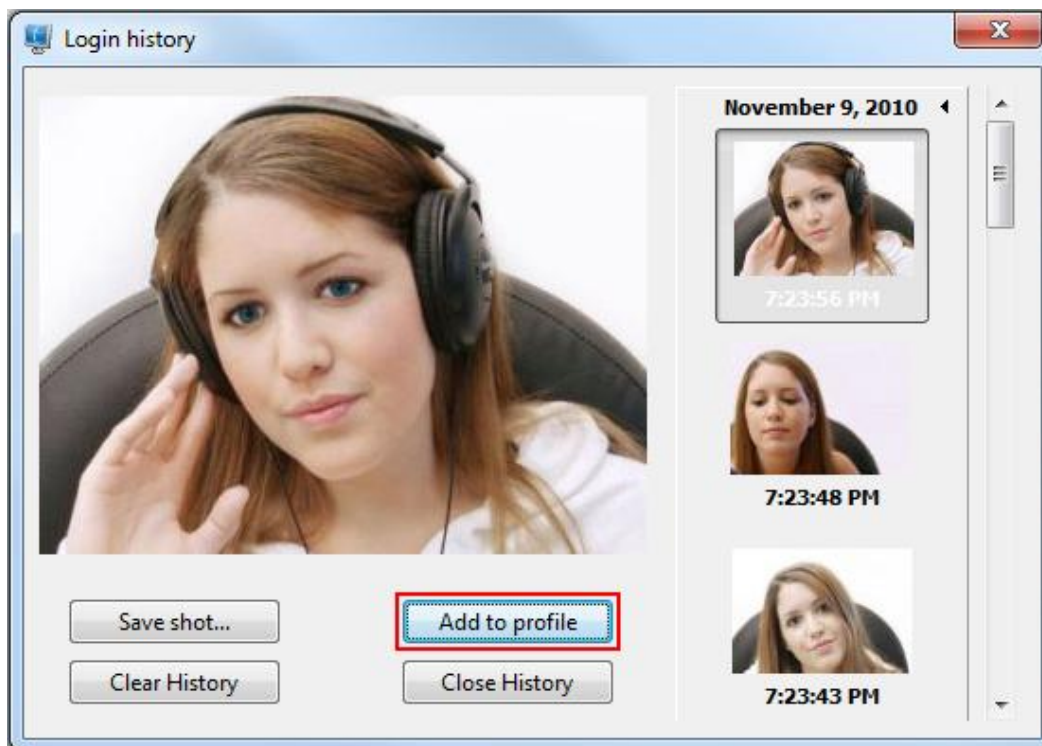 Login history
November 9, 2010
7:23:56 PM
7:23:48 PM
7:23:43 PM
Save shot...
Add to profile
Clear History
Close History